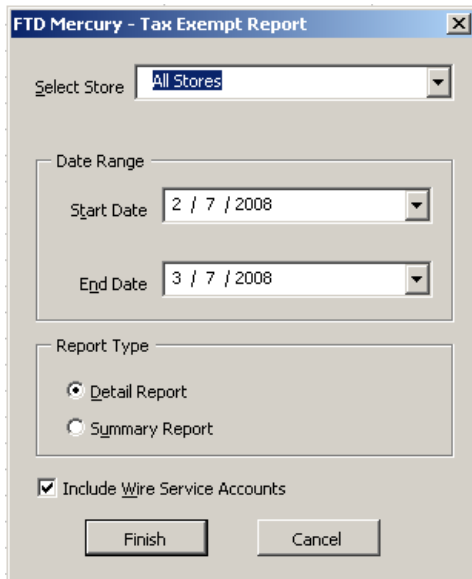 FTD Mercury - Tax Exempt Report
Select Store All Stores
Date Range
Start Date 2 / 7 / 2008
End Date 3 / 7 / 2008
Report Type
Detail Report
Summary Report
Include Wire Service Accounts
Finish Cancel